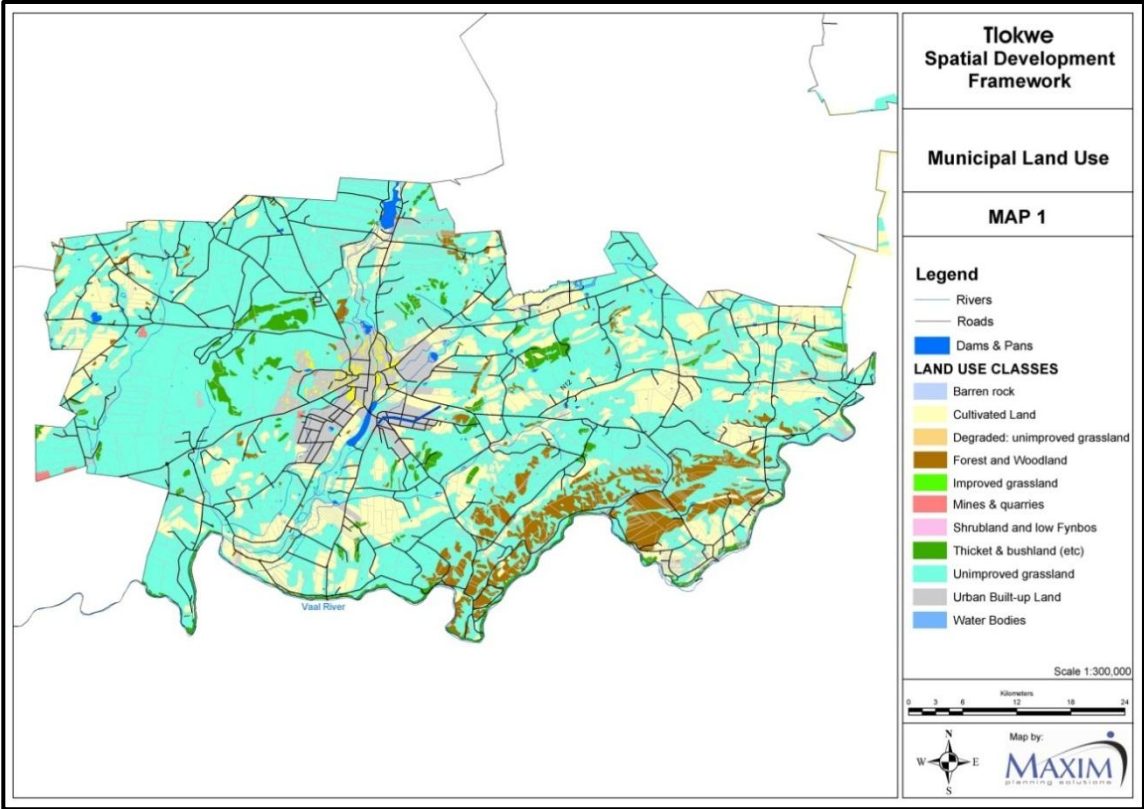 Tlokwe
Spatial Development
Framework
Municipal Land Use
MAP 1
Legend
Rivers
Roads
Dams & Pans
LAND USE CLASSES
Barren rock
Cultivated Land
Degraded: unimproved grassland
Forest and Woodland
Improved grassland
Mines & quarries
Shrubland and low Fynbos
Thicket & bushland (etc)
Unimproved grassland
Urban Built-up Land
Water Bodies
Scale 1:300,000
Kilometers
0 3 6 12 18 24
N
W E
S
Map by:
MAXIM
planning solutions
N12
Vaal River